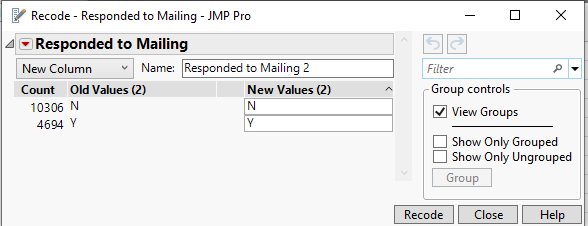 Recode - Responded to Mailing - JMP Pro
Responded to Mailing
New Column Name: Responded to Mailing 2
Filter
Count Old Values (2) New Values (2)
10306 N N
4694 Y Y
Group controls
View Groups
Show Only Grouped
Show Only Ungrouped
Group
Recode Close Help